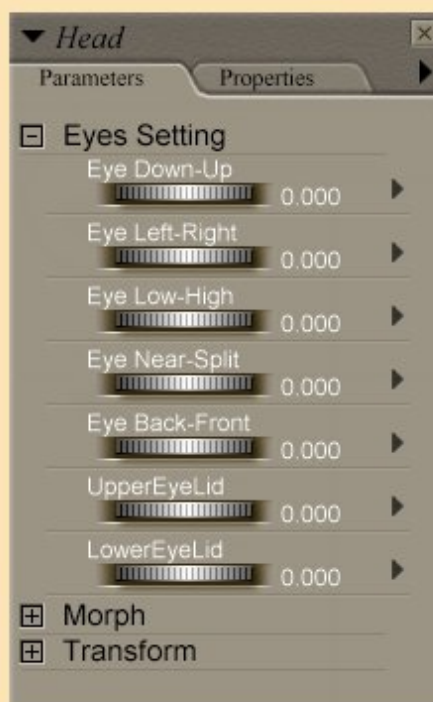 Head
Parameters Properties
Eyes Setting
Eye Down-Up
0.000
Eye Left-Right
0.000
Eye Low-High
0.000
Eye Near-Split
0.000
Eye Back-Front
0.000
UpperEyeLid
0.000
LowerEyeLid
0.000
Morph
Transform